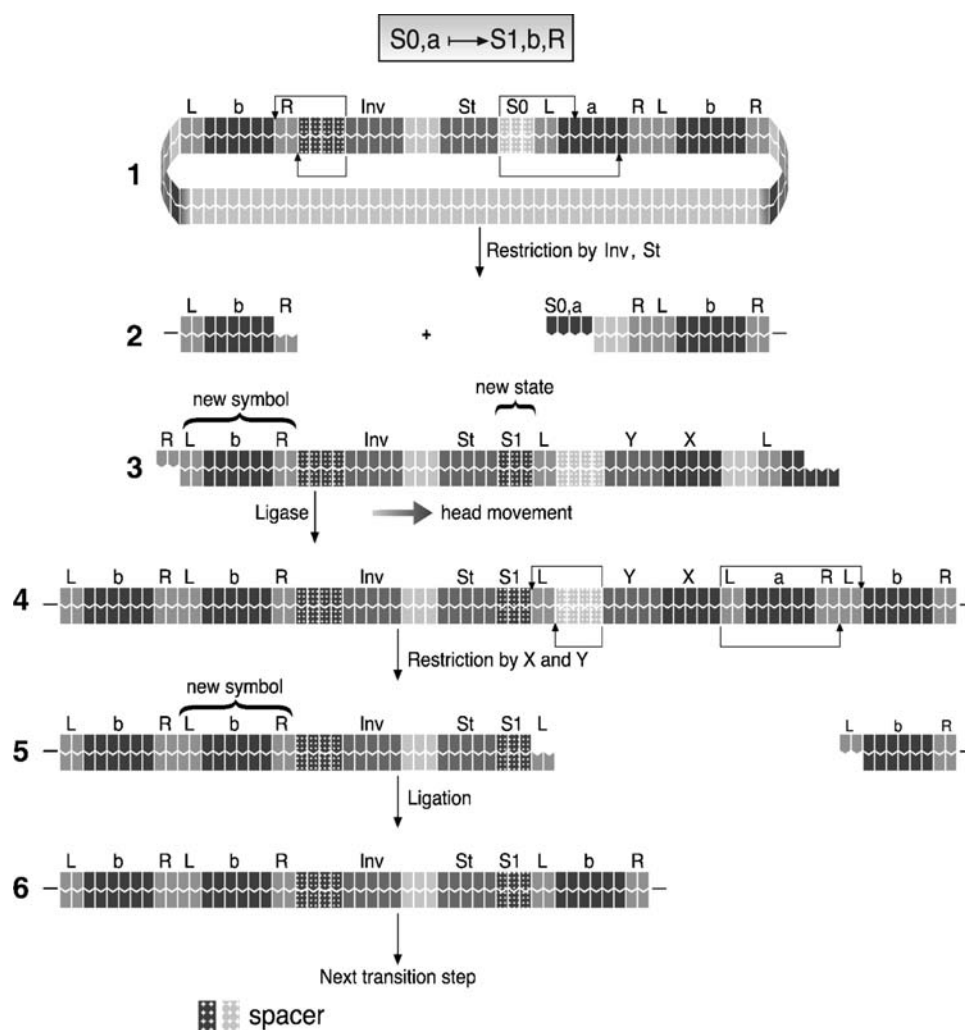 S0,a ↦ S1,b,R
L b R Inv St S0 L a R L b R
1
Restriction by Inv, St
L b R S0,a R L b R
2 +
new symbol new state
R L b R Inv St S1 L Y X L
3
Ligase head movement
L b R L b R Inv St S1 L Y X L a R L b R
4
Restriction by X and Y
new symbol
L b R L b R Inv St S1 L L b R
5
Ligation
L b R L b R Inv St S1 L b R
6
Next transition step
spacer